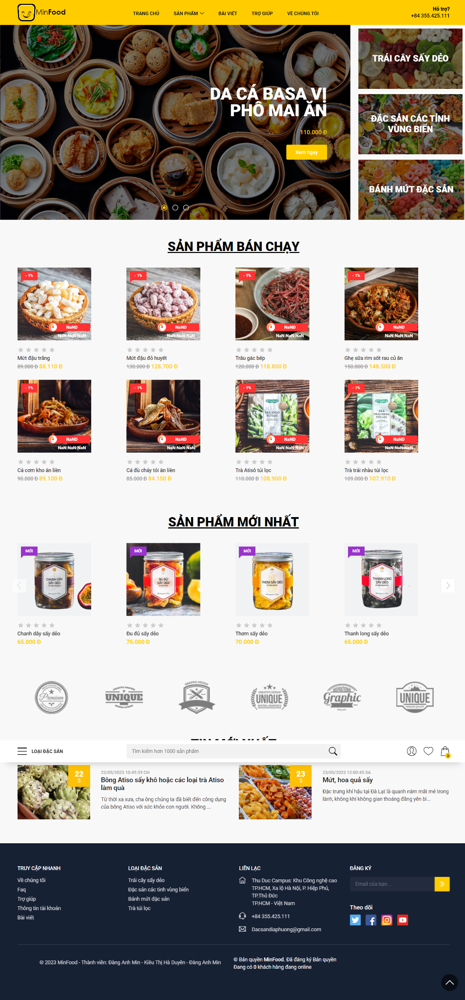 MinFood
TRANG CHỦ
SẢN PHẨM
BÀI VIẾT
TRỢ GIÚP
VỀ CHÚNG TÔI
Hỗ trợ?
+84 355.425.111
DA CÁ BASA VỊ
PHÔ MAI ĂN
110.000 Đ
Xem ngay
TRÁI CÂY SẤY DẺO
ĐẶC SẢN CÁC TỈNH
VÙNG BIỂN
BÁNH MỨT ĐẶC SẢN
SẢN PHẨM BÁN CHẠY
- 1%
NaND
NaN:NaN:NaN
Mứt đậu trắng
89.000 Đ 88.110 Đ
- 1%
NaND
NaN:NaN:NaN
Mứt đậu đỏ huyết
130.000 Đ 128.700 Đ
- 1%
NaND
NaN:NaN:NaN
Trâu gác bếp
120.000 Đ 118.800 Đ
- 1%
NaND
NaN:NaN:NaN
Ghẹ sữa rim sốt rau củ ăn
150.000 Đ 148.500 Đ
- 1%
NaND
NaN:NaN:NaN
Cá cơm kho ăn liền
90.000 Đ 89.100 Đ
- 1%
NaND
NaN:NaN:NaN
Cá đù cháy tỏi ăn liền
85.000 Đ 84.150 Đ
- 1%
TRÀ ATISÔ
TÚI LỌC
NaND
NaN:NaN:NaN
Trà Atisô túi lọc
110.000 Đ 108.900 Đ
- 1%
TRÀ
TRÁI NHÀU
TÚI LỌC
NaND
NaN:NaN:NaN
Trà trái nhàu túi lọc
109.000 Đ 107.910 Đ
SẢN PHẨM MỚI NHẤT
MỚI
CHANH DÂY
SẤY DẺO
Chanh dây sấy dẻo
65.000 Đ
MỚI
ĐU ĐỦ
SẤY DẺO
Đu đủ sấy dẻo
75.000 Đ
MỚI
THƠM SẤY DẺO
Thơm sấy dẻo
70.000 Đ
MỚI
THANH LONG
SẤY DẺO
Thanh long sấy dẻo
65.000 Đ
Premium
CREATIVE GRAPHIC
UNIQUE
DESIGN STUDIO
GRAPHIC DESIGN
CREATIVE DESIGN
UNIQUE
DIGITAL GRAPHICS
INSPIRATIONAL
Graphic
UNIQUE
PREMIUM QUALITY
TIN MỚI NHẤT
LOẠI ĐẶC SẢN
Tìm kiếm hơn 1000 sản phẩm
0
22
5
22/05/2023 10:49:39 CH
Bông Atiso sấy khô hoặc các loại trà Atiso
làm quà
Từ thời xa xưa, cha ông chúng ta đã biết đến công dụng
của bông Atiso với sức khỏe con người. Không ...
23
5
23/05/2023 12:00:45 SA
Mứt, hoa quả sấy
Đặc trưng khí hậu tại Đà Lạt là quanh năm mát mẻ trong
lành, không khí không gian thoáng đãng yên bì...
TRUY CẬP NHANH
Về chúng tôi
Faq
Trợ giúp
Thông tin tài khoản
Bài viết
LOẠI ĐẶC SẢN
Trái cây sấy dẻo
Đặc sản các tỉnh vùng biển
Bánh mứt đặc sản
Trà túi lọc
LIÊN LẠC
Thu Duc Campus: Khu Công nghệ cao
TP.HCM, Xa lộ Hà Nội, P. Hiệp Phú,
TP.Thủ Đức
TP.HCM - Việt Nam
+84 355.425.111
Dacsandiaphuong@gmail.com
ĐĂNG KÝ
Email của bạn...
Theo dõi
© 2023 MinFood - Thành viên: Đàng Anh Min - Kiều Thị Hà Duyên - Đàng Anh Min
© Bản quyền MinFood. Đã đăng ký Bản quyền
Đang có 0 khách hàng đang online